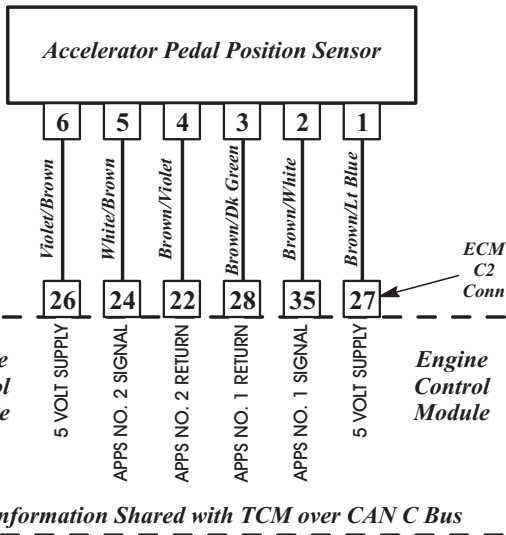 Accelerator Pedal Position Sensor
6 5 4 3 2 1
Violet/Brown
White/Brown
Brown/Violet
Brown/Dk Green
Brown/White
Brown/Lt Blue
ECM
C2
Conn
26 24 22 28 35 27
5 VOLT SUPPLY
APPS NO. 2 SIGNAL
APPS NO. 2 RETURN
APPS NO. 1 RETURN
APPS NO. 1 SIGNAL
5 VOLT SUPPLY
Engine
Control
Module
nformation Shared with TCM over CAN C Bus